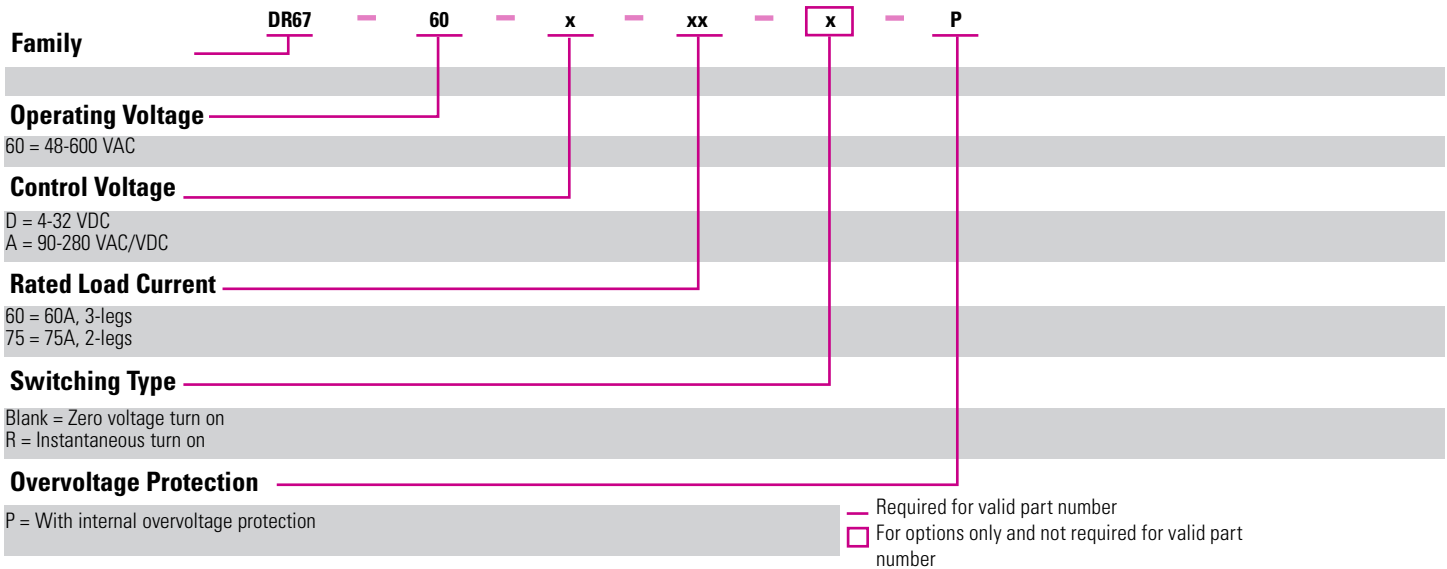 DR67 – 60 – x – xx – x – P
Family
Operating Voltage
60 = 48-600 VAC
Control Voltage
D = 4-32 VDC
A = 90-280 VAC/VDC
Rated Load Current
60 = 60A, 3-legs
75 = 75A, 2-legs
Switching Type
Blank = Zero voltage turn on
R = Instantaneous turn on
Overvoltage Protection
P = With internal overvoltage protection
Required for valid part number
For options only and not required for valid part
number